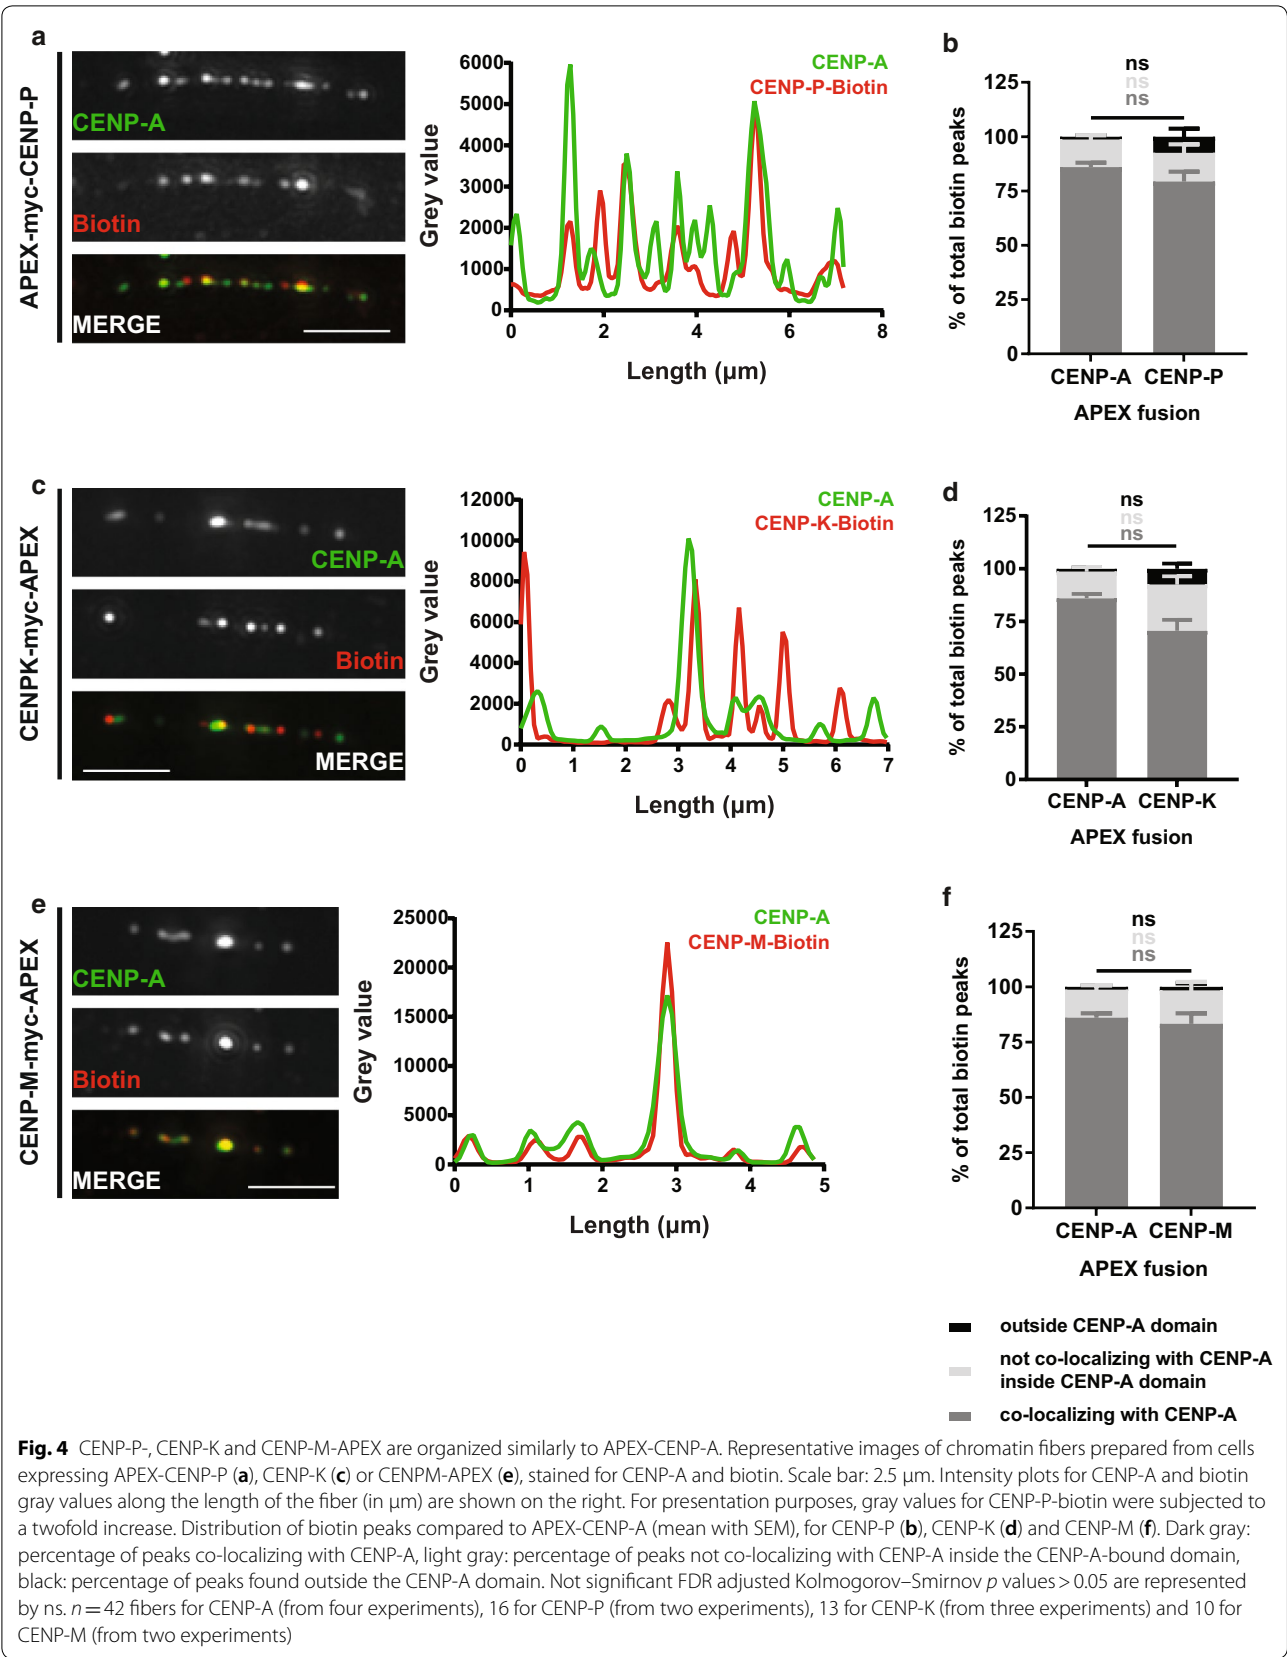 a
APEX-myc-CENP-P
CENP-A
Biotin
MERGE
Grey value
6000
5000
4000
3000
2000
1000
0
0 2 4 6 8
Length (µm)
CENP-A
CENP-P-Biotin
b
ns
ns
ns
% of total biotin peaks
125
100
75
50
25
0
CENP-A CENP-P
APEX fusion
c
CENPK-myc-APEX
CENP-A
Biotin
MERGE
Grey value
12000
10000
8000
6000
4000
2000
0
0 1 2 3 4 5 6 7
Length (µm)
CENP-A
CENP-K-Biotin
d
ns
ns
ns
% of total biotin peaks
125
100
75
50
25
0
CENP-A CENP-K
APEX fusion
e
CENP-M-myc-APEX
CENP-A
Biotin
MERGE
Grey value
25000
20000
15000
10000
5000
0
0 1 2 3 4 5
Length (µm)
CENP-A
CENP-M-Biotin
f
ns
ns
ns
% of total biotin peaks
125
100
75
50
25
0
CENP-A CENP-M
APEX fusion
outside CENP-A domain
not co-localizing with CENP-A
inside CENP-A domain
co-localizing with CENP-A
Fig. 4 CENP-P-, CENP-K and CENP-M-APEX are organized similarly to APEX-CENP-A. Representative images of chromatin fibers prepared from cells
expressing APEX-CENP-P (a), CENP-K (c) or CENPM-APEX (e), stained for CENP-A and biotin. Scale bar: 2.5 µm. Intensity plots for CENP-A and biotin
gray values along the length of the fiber (in µm) are shown on the right. For presentation purposes, gray values for CENP-P-biotin were subjected to
a twofold increase. Distribution of biotin peaks compared to APEX-CENP-A (mean with SEM), for CENP-P (b), CENP-K (d) and CENP-M (f). Dark gray:
percentage of peaks co-localizing with CENP-A, light gray: percentage of peaks not co-localizing with CENP-A inside the CENP-A-bound domain,
black: percentage of peaks found outside the CENP-A domain. Not significant FDR adjusted Kolmogorov–Smirnov p values > 0.05 are represented
by ns. n = 42 fibers for CENP-A (from four experiments), 16 for CENP-P (from two experiments), 13 for CENP-K (from three experiments) and 10 for
CENP-M (from two experiments)